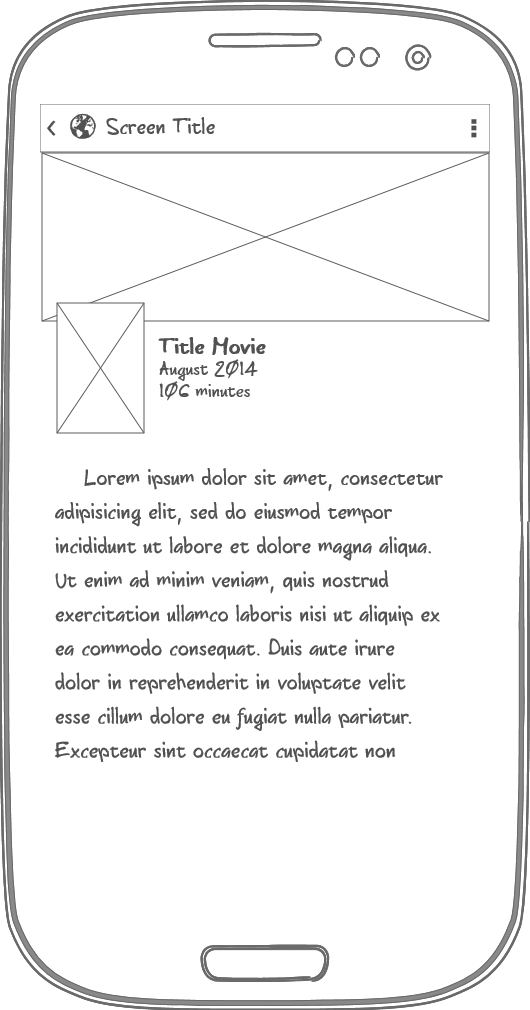 Screen Title
Title Movie
August 2014
106 minutes
Lorem ipsum dolor sit amet, consectetur
adipisicing elit, sed do eiusmod tempor
incididunt ut labore et dolore magna aliqua.
Ut enim ad minim veniam, quis nostrud
exercitation ullamco laboris nisi ut aliquip ex
ea commodo consequat. Duis aute irure
dolor in reprehenderit in voluptate velit
esse cillum dolore eu fugiat nulla pariatur.
Excepteur sint occaecat cupidatat non